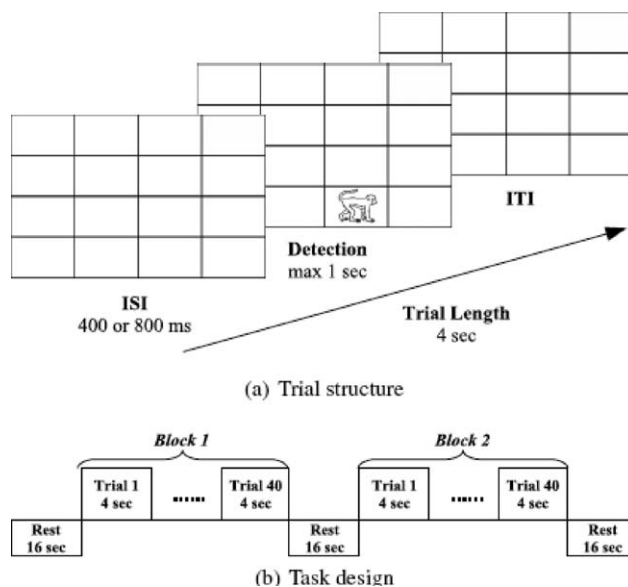 ITI
Detection
max 1 sec
ISI
400 or 800 ms
Trial Length
4 sec
(a) Trial structure
Block 1
Block 2
Trial 1
4 sec
......
Trial 40
4 sec
Trial 1
4 sec
......
Trial 40
4 sec
Rest
16 sec
Rest
16 sec
Rest
16 sec
(b) Task design